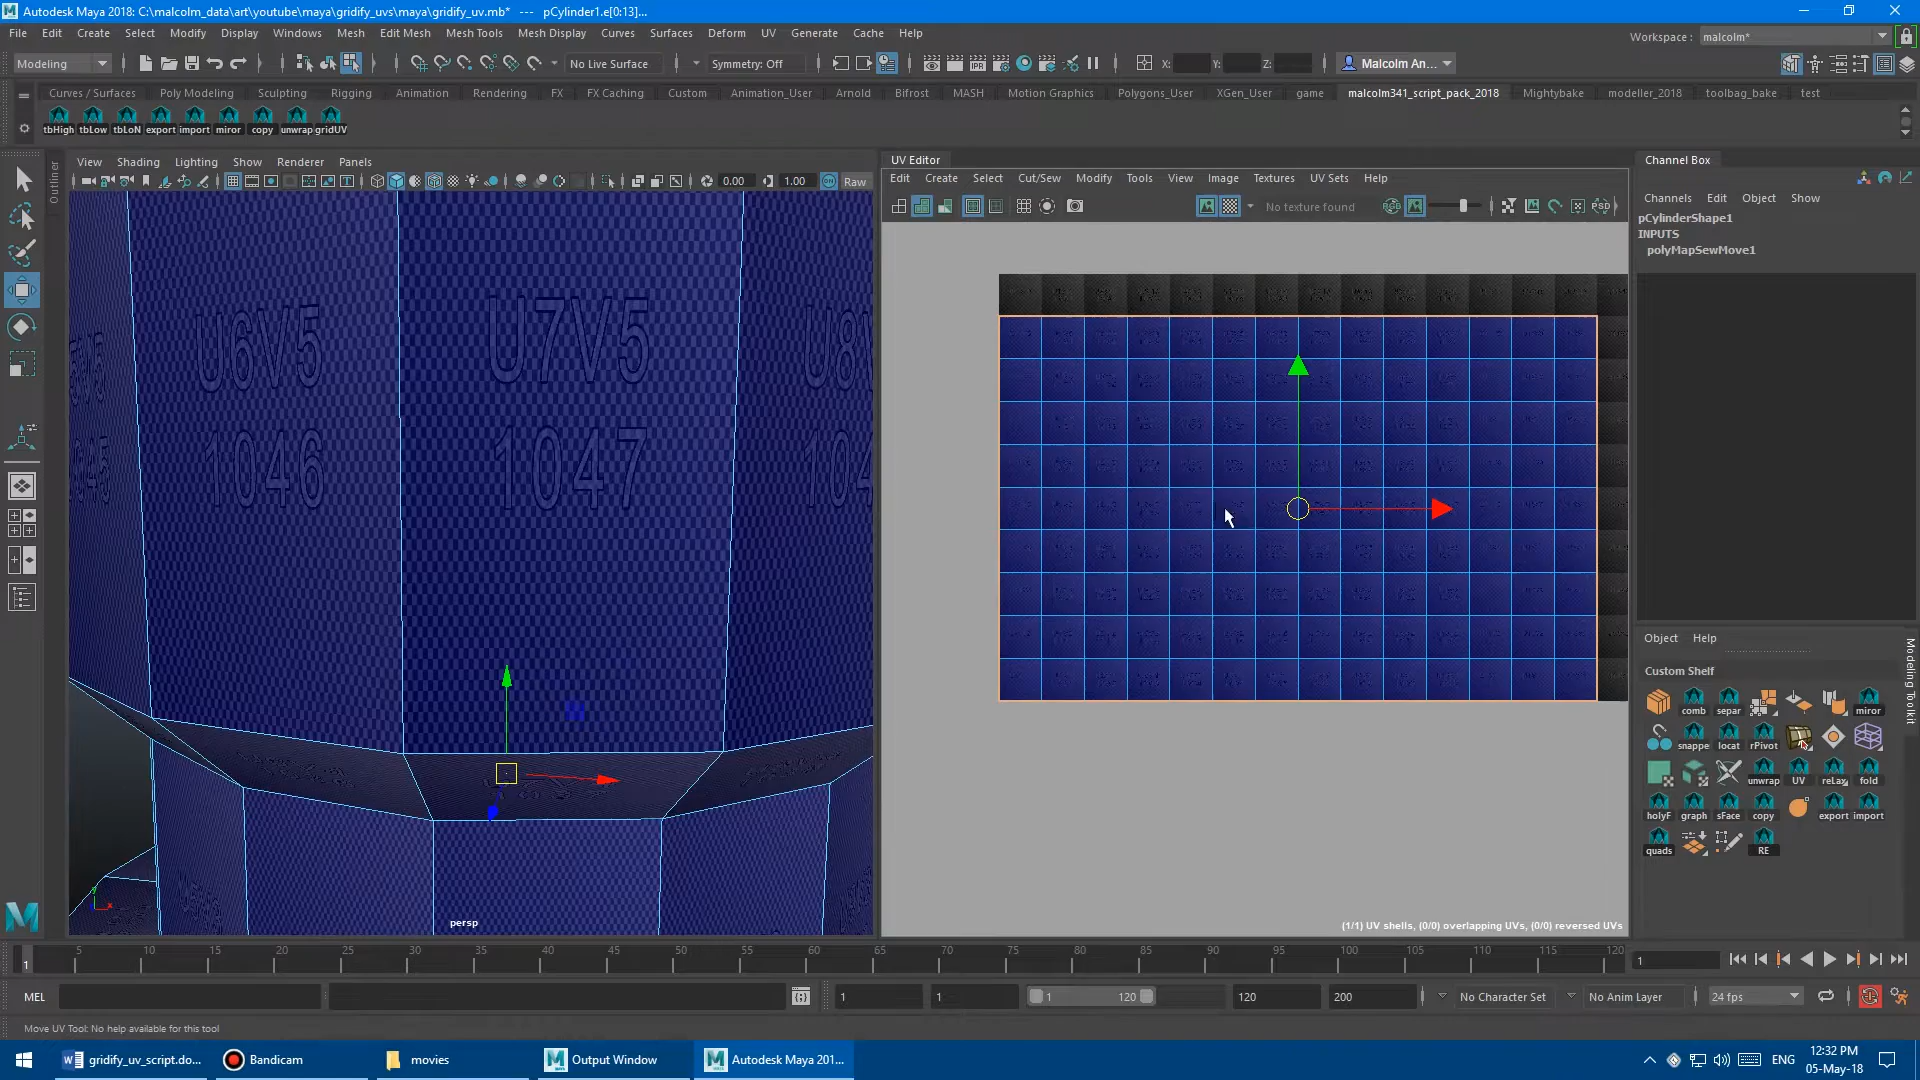 Autodesk Maya 2018: C:\malcolm_data\art\youtube\maya\gridify_uvs\maya\gridify_uv.mb* --- pCylinder1.e[0:13]...
File Edit Create Select Modify Display Windows Mesh Edit Mesh Mesh Tools Mesh Display Curves Surfaces Deform UV Generate Cache Help
Workspace : malcolm*
Modeling No Live Surface Symmetry: Off X: Y: Z: Malcolm An...
Curves / Surfaces Poly Modeling Sculpting Rigging Animation Rendering FX FX Caching Custom Animation_User Arnold Bifrost MASH Motion Graphics Polygons_User XGen_User game malcolm341_script_pack_2018 Mightybake modeller_2018 toolbag_bake test
tbHigh tbLow tbLoN export import miror copy unwrap gridUV
Outliner
View Shading Lighting Show Renderer Panels
0.00 1.00 Raw
U6V5 U7V5 U8V
1046 1047 104
persp
UV Editor
Edit Create Select Cut/Sew Modify Tools View Image Textures UV Sets Help
No texture found
(1/1) UV shells, (0/0) overlapping UVs, (0/0) reversed UVs
Channel Box
Channels Edit Object Show
pCylinderShape1
INPUTS
polyMapSewMove1
Object Help
Custom Shelf
comb separ miror
snappe locat rPivot
unwrap UV reLax fold
holyF graph sFace copy export import
quads RE
Modeling Toolkit
1 5 10 15 20 25 30 35 40 45 50 55 60 65 70 75 80 85 90 95 100 105 110 115 120 1
MEL 1 1 1 120 120 200 No Character Set No Anim Layer 24 fps
Move UV Tool: No help available for this tool
gridify_uv_script.do... Bandicam movies Output Window Autodesk Maya 201...
ENG 12:32 PM
05-May-18